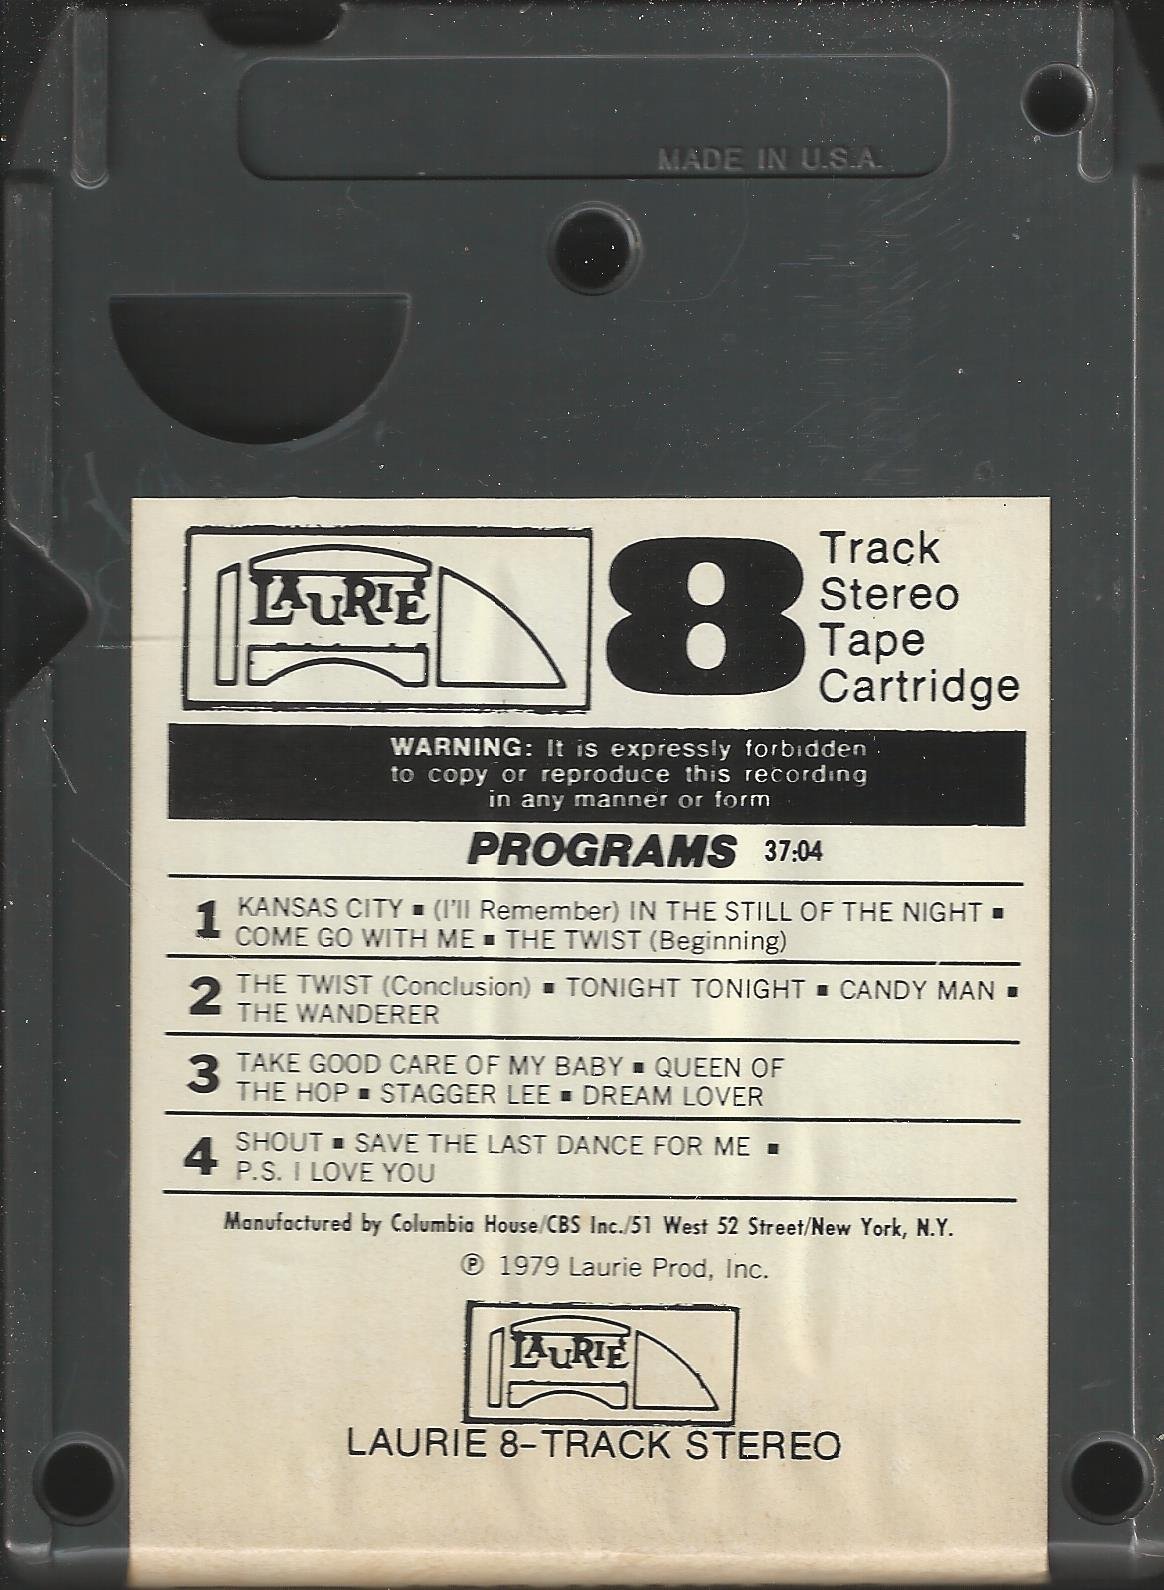 MADE IN U.S.A.
LAURIE
8
Track
Stereo
Tape
Cartridge
WARNING: It is expressly forbidden
to copy or reproduce this recording
in any manner or form
PROGRAMS 37:04
1 KANSAS CITY ▪ (I'll Remember) IN THE STILL OF THE NIGHT ▪
COME GO WITH ME ▪ THE TWIST (Beginning)
2 THE TWIST (Conclusion) ▪ TONIGHT TONIGHT ▪ CANDY MAN ▪
THE WANDERER
3 TAKE GOOD CARE OF MY BABY ▪ QUEEN OF
THE HOP ▪ STAGGER LEE ▪ DREAM LOVER
4 SHOUT ▪ SAVE THE LAST DANCE FOR ME ▪
P.S. I LOVE YOU
Manufactured by Columbia House/CBS Inc./51 West 52 Street/New York, N.Y.
℗ 1979 Laurie Prod, Inc.
LAURIE
LAURIE 8-TRACK STEREO